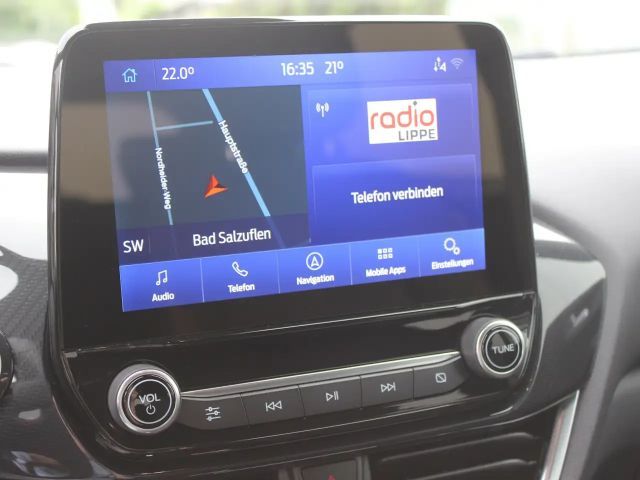 22.0° 16:35 21°
Hauptstraße
Nordheider-Weg
radio
LIPPE
Telefon verbinden
SW Bad Salzuflen
Audio Telefon Navigation Mobile Apps Einstellungen
VOL
TUNE